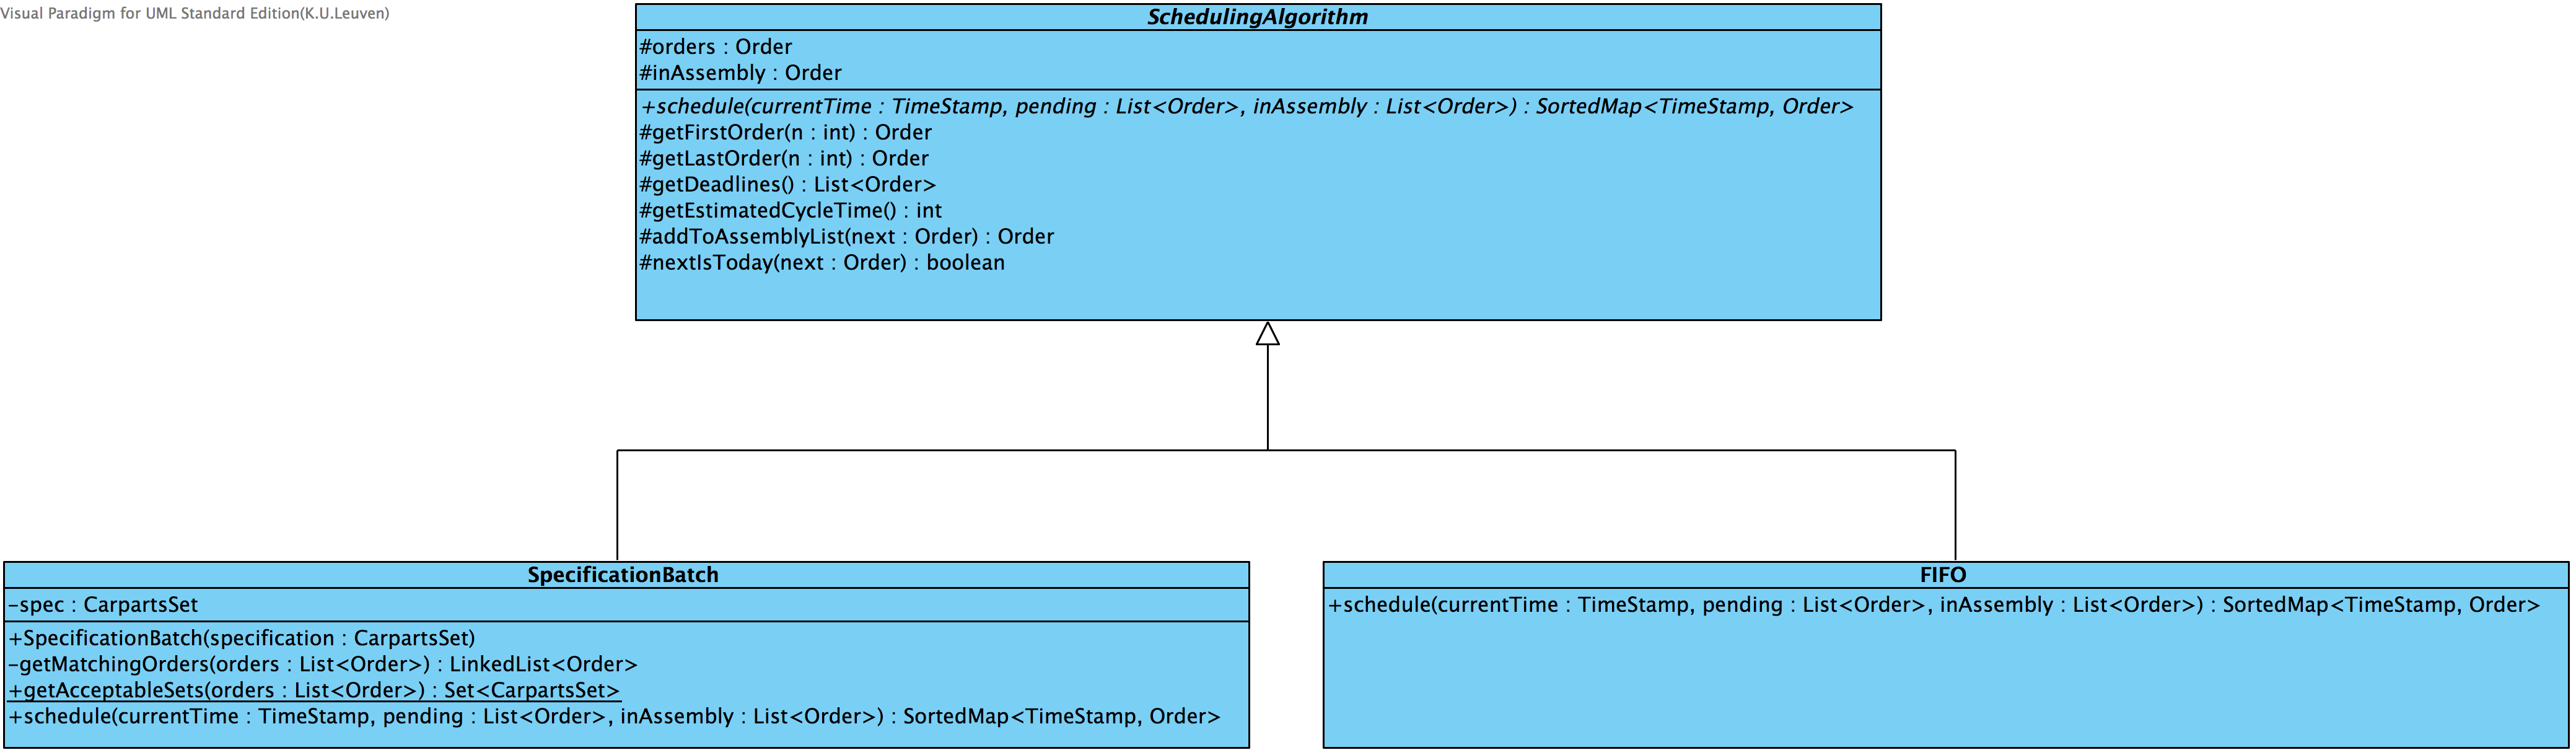 Visual Paradigm for UML Standard Edition(K.U.Leuven)
SchedulingAlgorithm
#orders : Order
#inAssembly : Order
+schedule(currentTime : TimeStamp, pending : List<Order>, inAssembly : List<Order>) : SortedMap<TimeStamp, Order>
#getFirstOrder(n : int) : Order
#getLastOrder(n : int) : Order
#getDeadlines() : List<Order>
#getEstimatedCycleTime() : int
#addToAssemblyList(next : Order) : Order
#nextIsToday(next : Order) : boolean
SpecificationBatch
-spec : CarpartsSet
+SpecificationBatch(specification : CarpartsSet)
-getMatchingOrders(orders : List<Order>) : LinkedList<Order>
+getAcceptableSets(orders : List<Order>) : Set<CarpartsSet>
+schedule(currentTime : TimeStamp, pending : List<Order>, inAssembly : List<Order>) : SortedMap<TimeStamp, Order>
FIFO
+schedule(currentTime : TimeStamp, pending : List<Order>, inAssembly : List<Order>) : SortedMap<TimeStamp, Order>